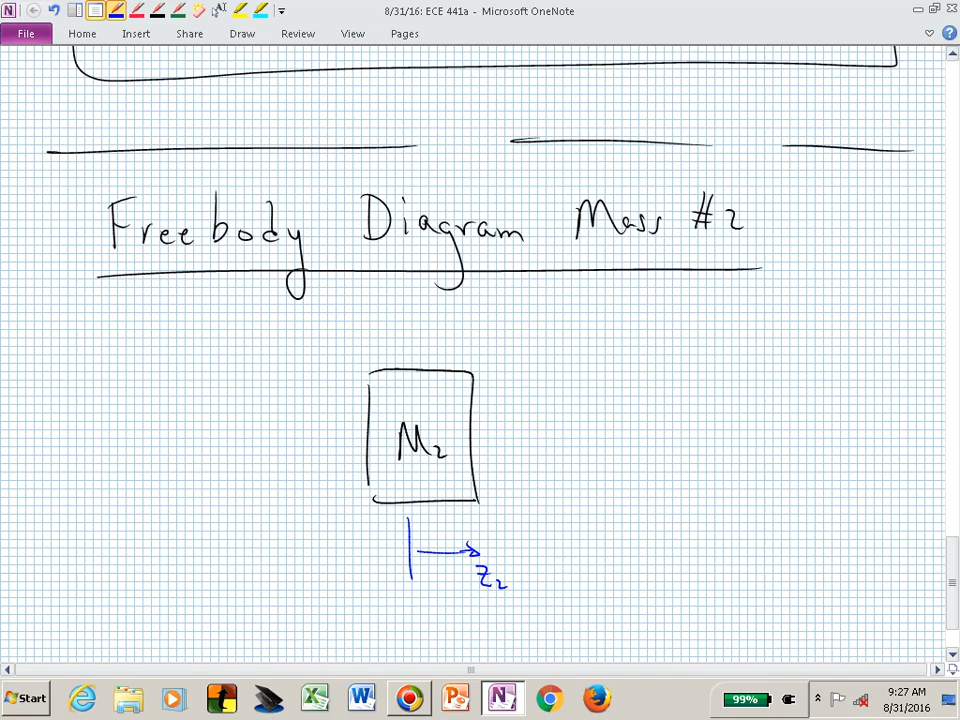 8/31/16: ECE 441a - Microsoft OneNote
File Home Insert Share Draw Review View Pages
Freebody Diagram Mass #2
M2
z2
Start 99% 9:27 AM
8/31/2016